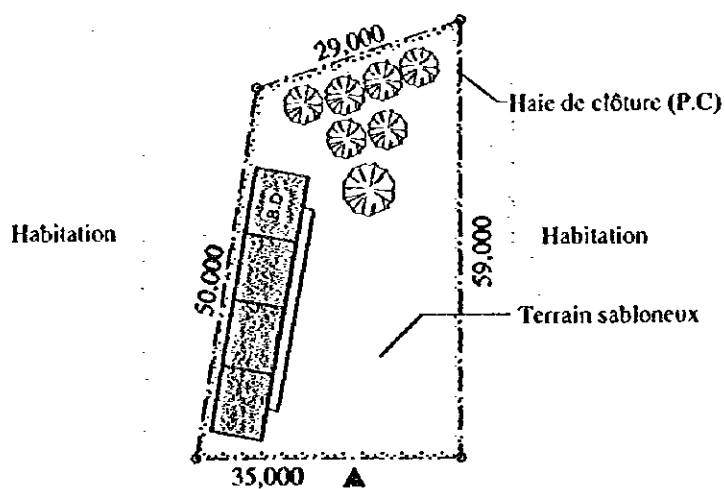 29,000
Haie de clôture (P.C)
B.D
Habitation
50.000
59,000
Habitation
Terrain sabloneux
35,000